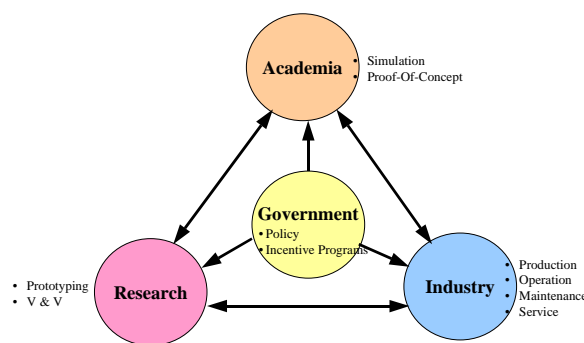 Academia
• Simulation
• Proof-Of-Concept
Government
• Policy
• Incentive Programs
Research
• Prototyping
• V & V
Industry
• Production
• Operation
• Maintenance
• Service